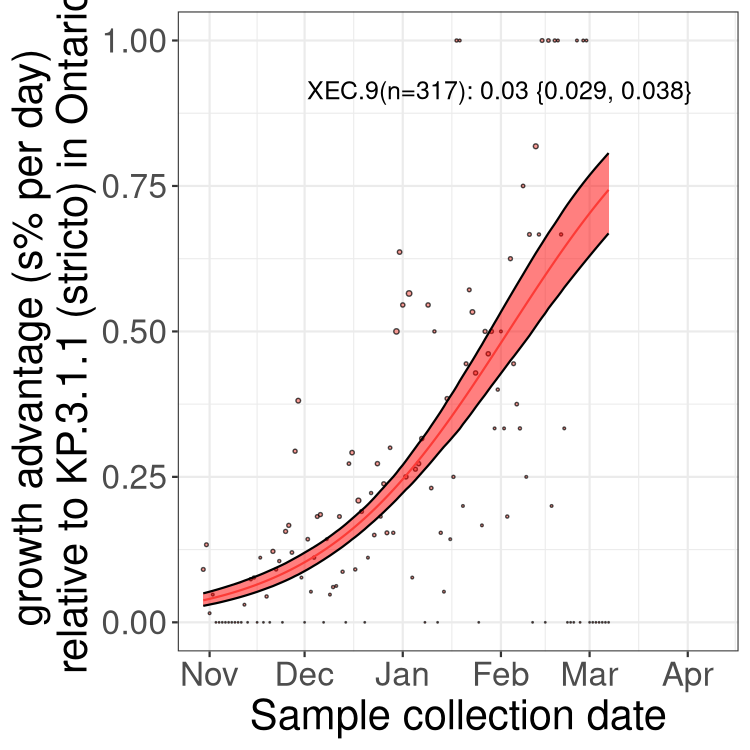 growth advantage (s% per day)
relative to KP.3.1.1 (stricto) in Ontario
1.00
0.75
0.50
0.25
0.00
XEC.9(n=317): 0.03 {0.029, 0.038}
Nov Dec Jan Feb Mar Apr
Sample collection date